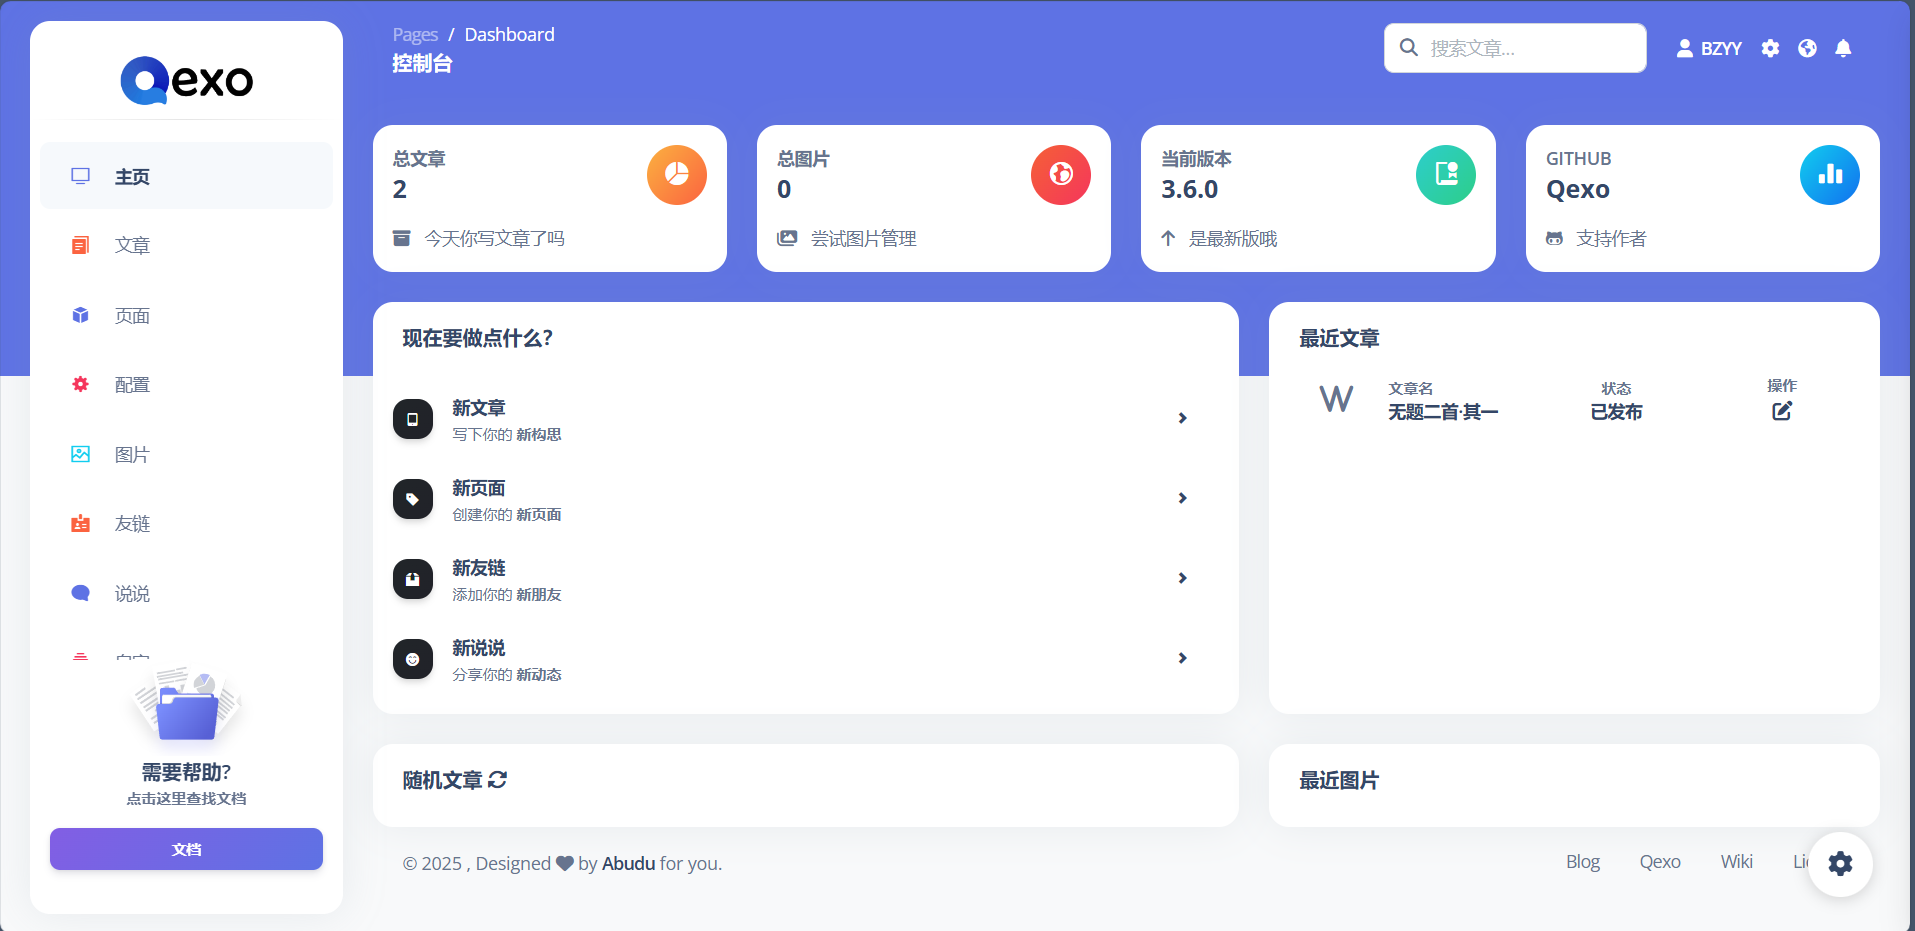 Qexo
主页
文章
页面
配置
图片
友链
说说
需要帮助?
点击这里查找文档
文档
Pages / Dashboard
控制台
搜索文章...
BZYY
总文章
2
今天你写文章了吗
总图片
0
尝试图片管理
当前版本
3.6.0
是最新版哦
GITHUB
Qexo
支持作者
现在要做点什么?
新文章
写下你的 新构思
新页面
创建你的 新页面
新友链
添加你的 新朋友
新说说
分享你的 新动态
最近文章
W
文章名
无题二首·其一
状态
已发布
操作
随机文章
最近图片
© 2025 , Designed by Abudu for you.
Blog
Qexo
Wiki